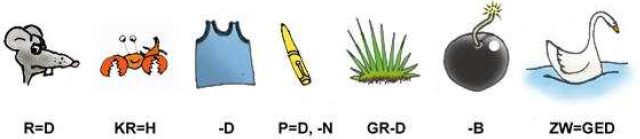 R=D KR=H -D P=D, -N GR-D -B ZW=GED